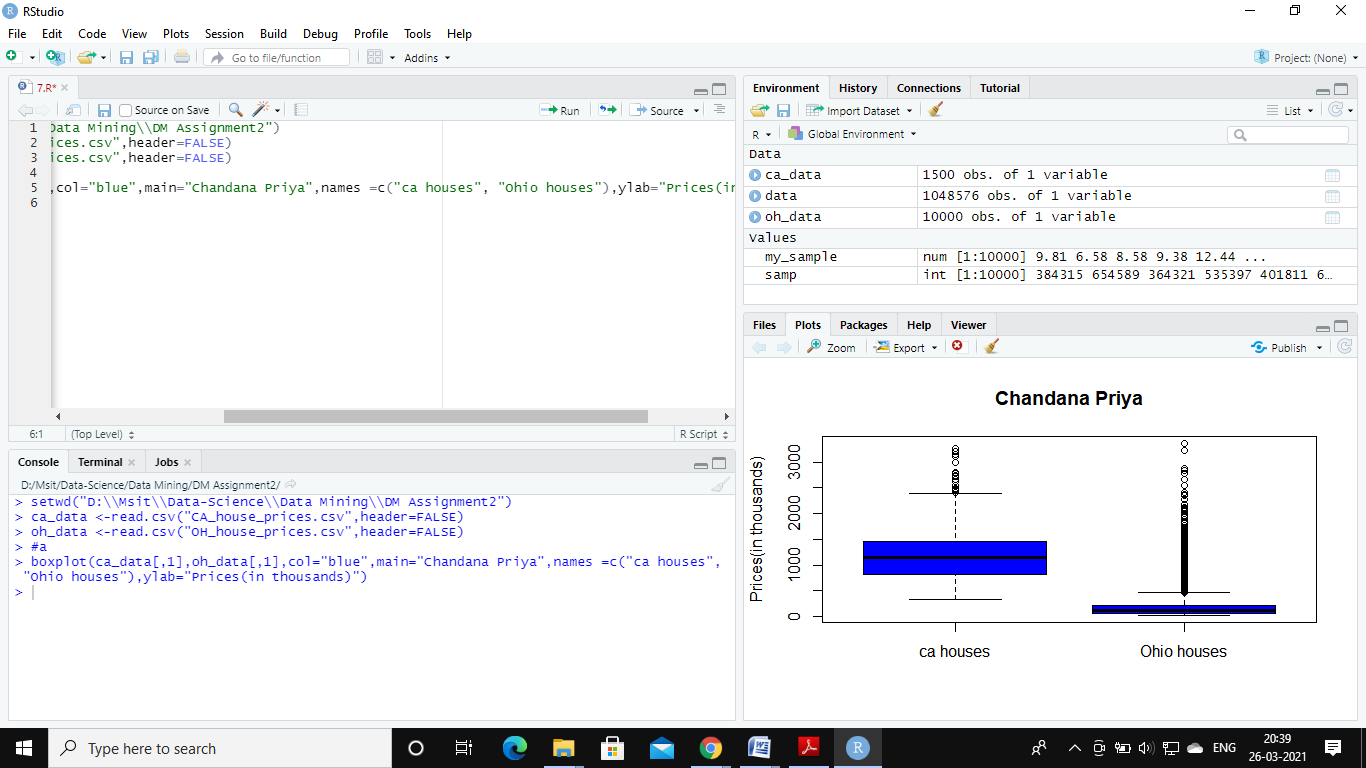 RStudio
File Edit Code View Plots Session Build Debug Profile Tools Help
Go to file/function Addins Project: (None)
7.R*
Source on Save Run Source
1 Data Mining\\DM Assignment2")
2 ices.csv",header=FALSE)
3 ices.csv",header=FALSE)
4
5 ,col="blue",main="Chandana Priya",names =c("ca houses", "Ohio houses"),ylab="Prices(in
6
6:1 (Top Level) R Script
Console Terminal Jobs
D:/Msit/Data-Science/Data Mining/DM Assignment2/
> setwd("D:\\Msit\\Data-Science\\Data Mining\\DM Assignment2")
> ca_data <-read.csv("CA_house_prices.csv",header=FALSE)
> oh_data <-read.csv("OH_house_prices.csv",header=FALSE)
> #a
> boxplot(ca_data[,1],oh_data[,1],col="blue",main="Chandana Priya",names =c("ca houses",
"Ohio houses"),ylab="Prices(in thousands)")
>
Environment History Connections Tutorial
Import Dataset List
R Global Environment
Data
ca_data 1500 obs. of 1 variable
data 1048576 obs. of 1 variable
oh_data 10000 obs. of 1 variable
Values
my_sample num [1:10000] 9.81 6.58 8.58 9.38 12.44 ...
samp int [1:10000] 384315 654589 364321 535397 401811 6…
Files Plots Packages Help Viewer
Zoom Export Publish
Chandana Priya
Prices(in thousands)
3000
2000
1000
0
ca houses Ohio houses
Type here to search
ENG
20:39
26-03-2021